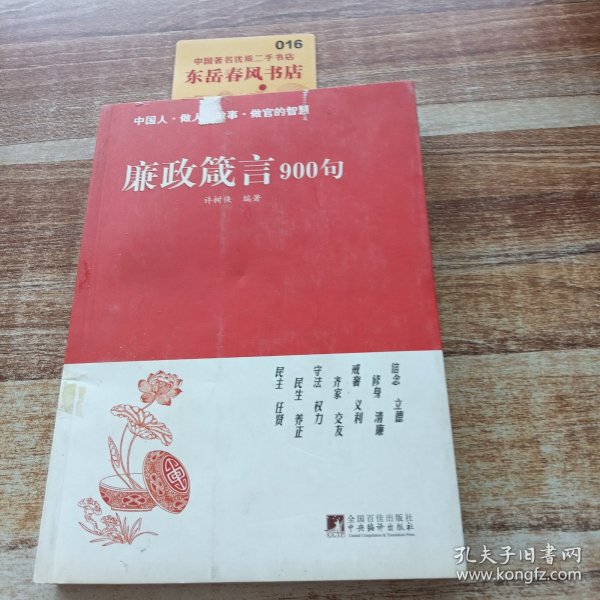 016
中国著名优质二手书店
东岳春风书店
中国人·做人 事·做官的智慧
廉政箴言900句
许树侠 编著
信念 立德
修身 清廉
戒奢 义利
齐家 交友
守法 权力
民生 养正
民主 任贤
廉
全国百佳出版社
中央编译出版社
Central Compilation & Translation Press
孔夫子旧书网
www.kongfz.com